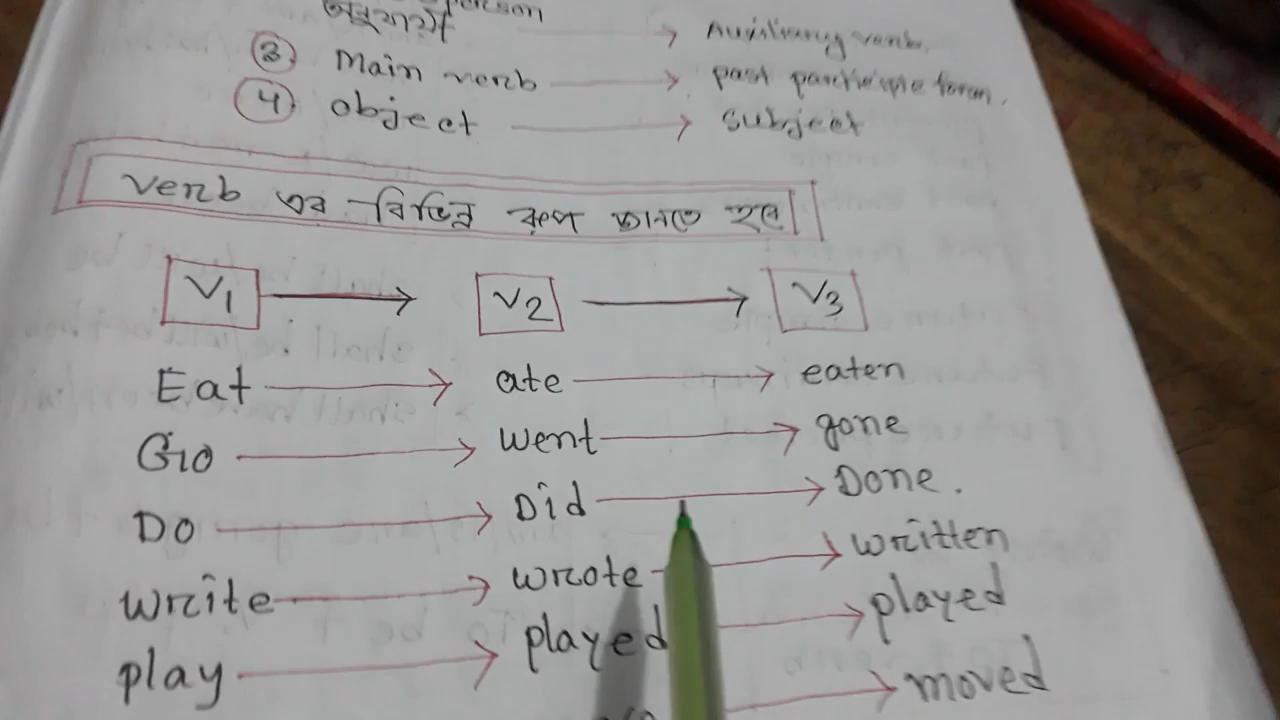 অনুযায়ী person → Auxiliary verb.
③ Main verb → past participle form.
④ object → subject
verb এর বিভিন্ন রূপ জানতে হবে
V1 → V2 → V3
Eat → ate → eaten
Go → went → gone
Do → Did → Done.
write → wrote → written
play → played → played
→ moved